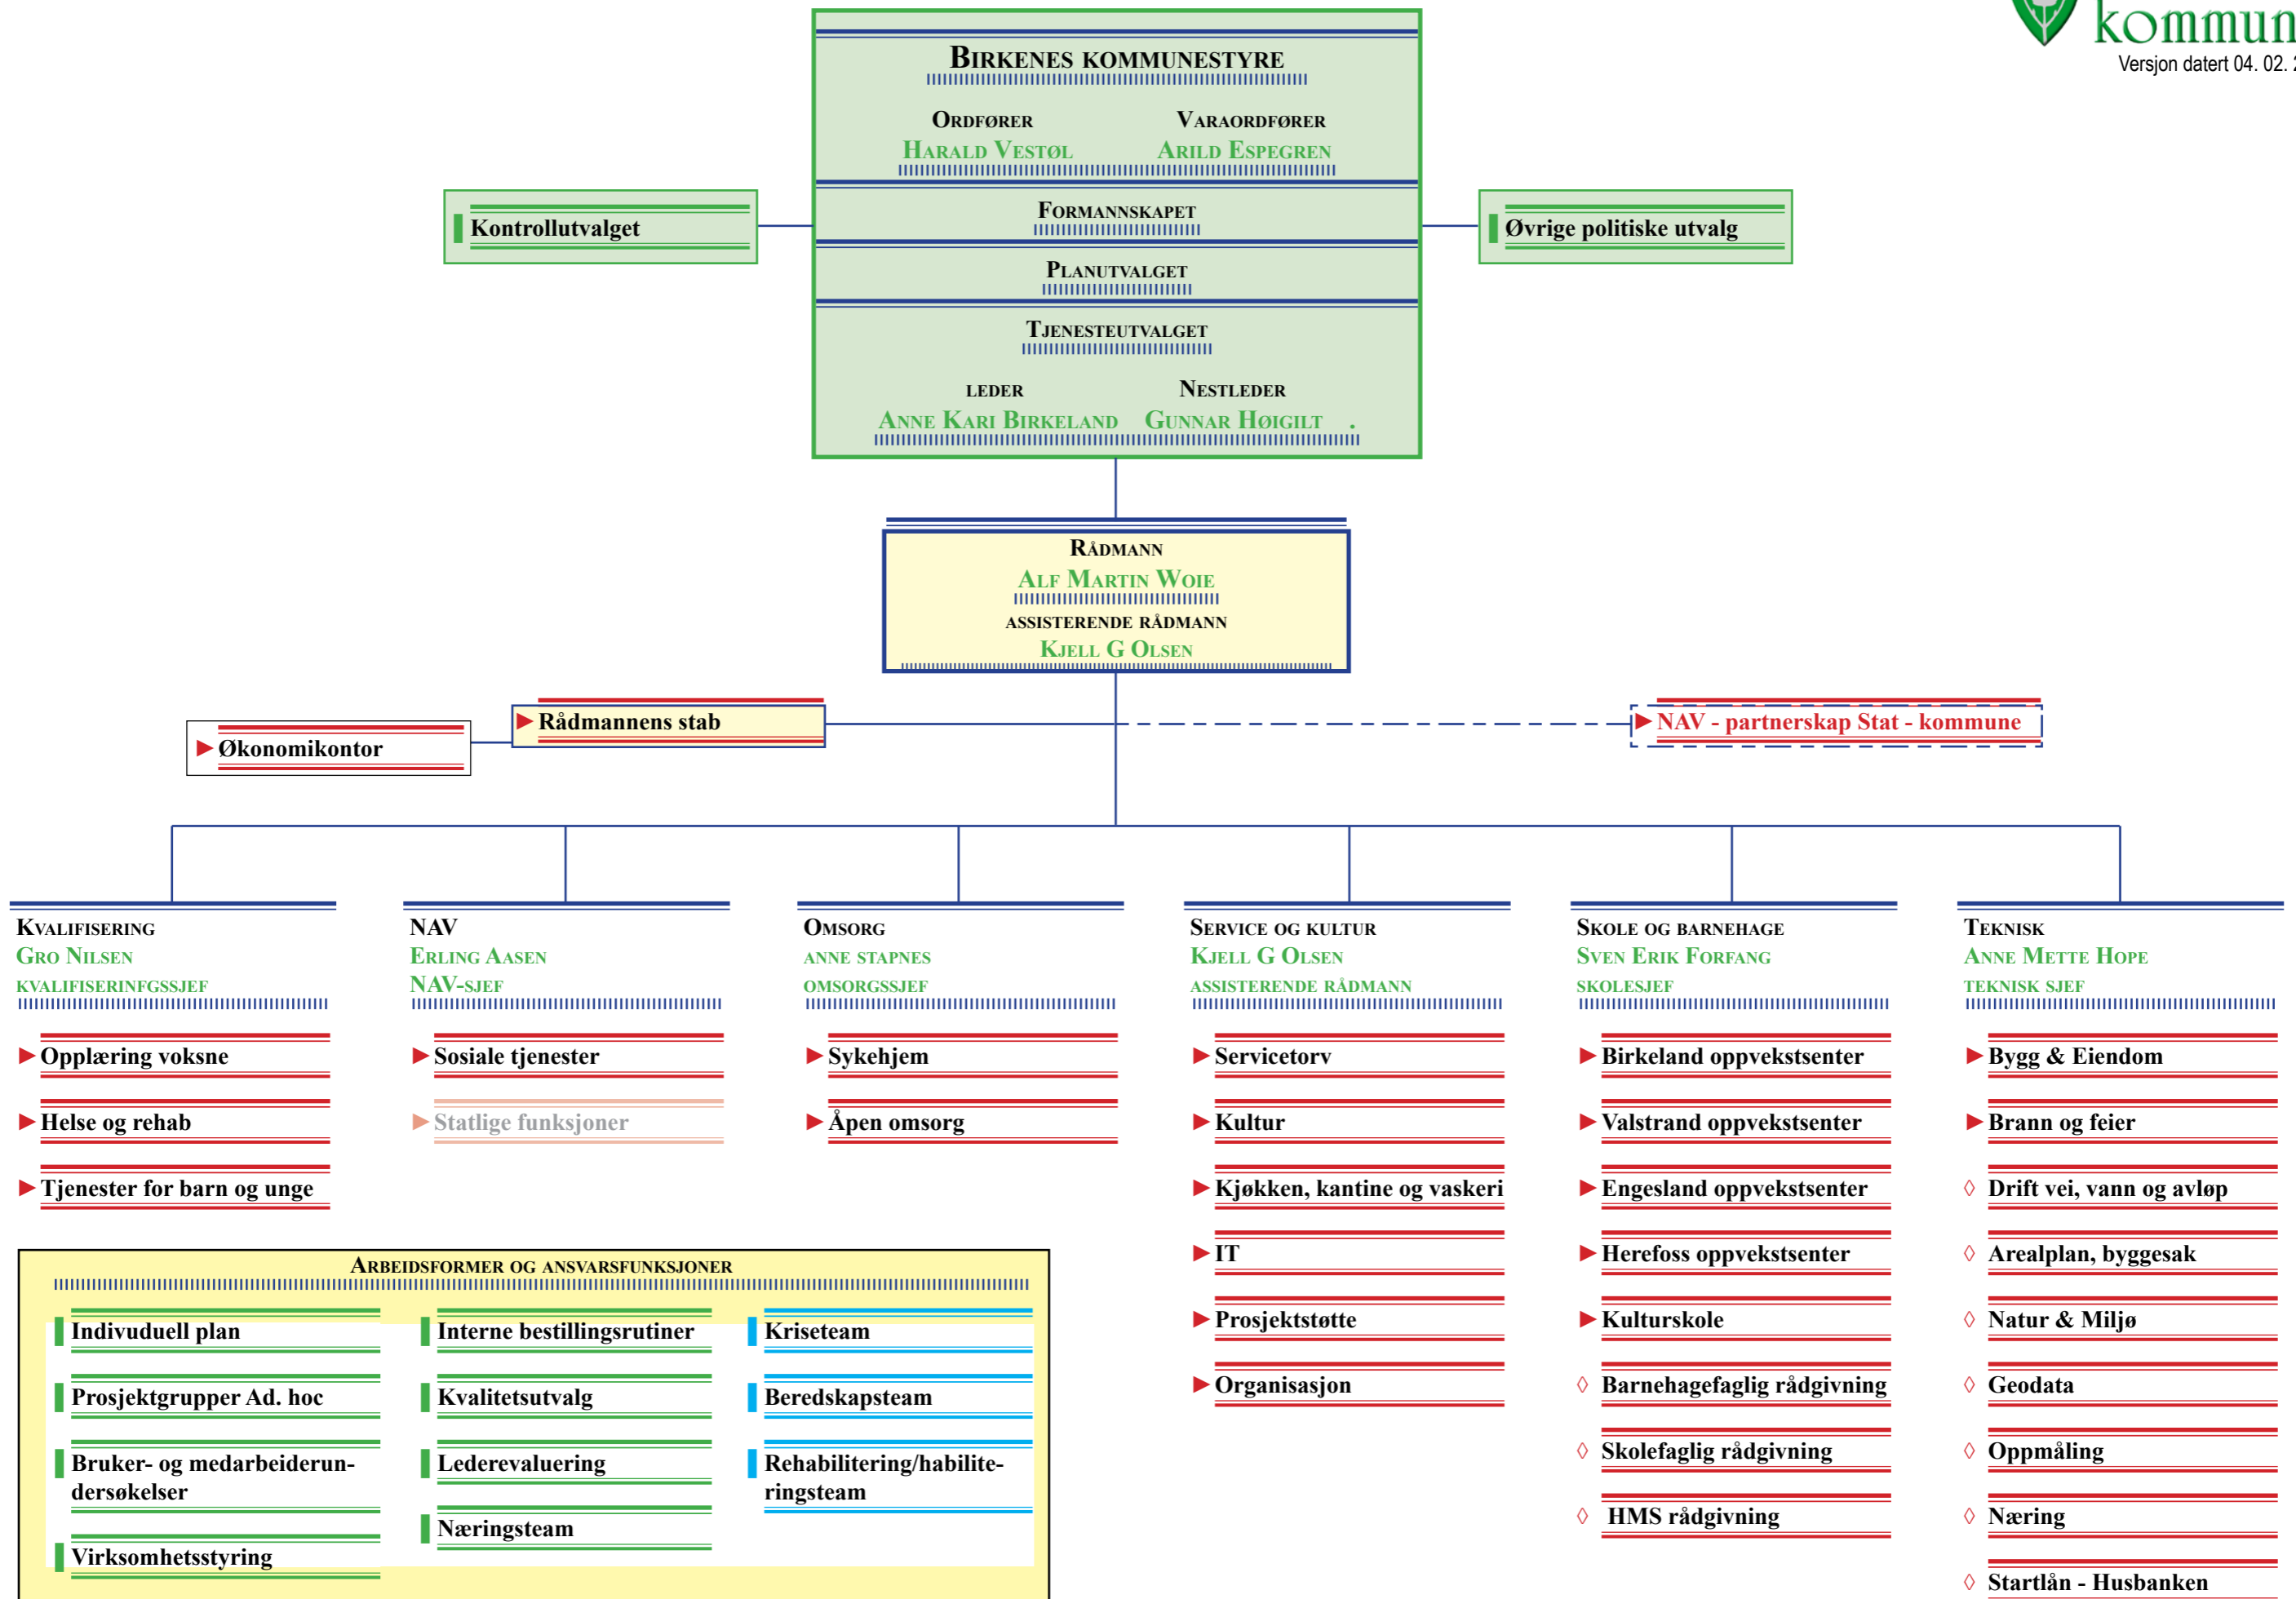 kommun
Versjon datert 04. 02. 2
BIRKENES KOMMUNESTYRE
ORDFØRER VARAORDFØRER
HARALD VESTØL ARILD ESPEGREN
FORMANNSKAPET
Kontrollutvalget
Øvrige politiske utvalg
PLANUTVALGET
TJENESTEUTVALGET
LEDER NESTLEDER
ANNE KARI BIRKELAND GUNNAR HØIGILT .
RÅDMANN
ALF MARTIN WOIE
ASSISTERENDE RÅDMANN
KJELL G OLSEN
Rådmannens stab
NAV - partnerskap Stat - kommune
Økonomikontor
KVALIFISERING
GRO NILSEN
KVALIFISERINFGSSJEF
Opplæring voksne
Helse og rehab
Tjenester for barn og unge
NAV
ERLING AASEN
NAV-SJEF
Sosiale tjenester
Statlige funksjoner
OMSORG
ANNE STAPNES
OMSORGSSJEF
Sykehjem
Åpen omsorg
SERVICE OG KULTUR
KJELL G OLSEN
ASSISTERENDE RÅDMANN
Servicetorv
Kultur
Kjøkken, kantine og vaskeri
IT
Prosjektstøtte
Organisasjon
SKOLE OG BARNEHAGE
SVEN ERIK FORFANG
SKOLESJEF
Birkeland oppvekstsenter
Valstrand oppvekstsenter
Engesland oppvekstsenter
Herefoss oppvekstsenter
Kulturskole
◊ Barnehagefaglig rådgivning
◊ Skolefaglig rådgivning
◊ HMS rådgivning
TEKNISK
ANNE METTE HOPE
TEKNISK SJEF
Bygg & Eiendom
Brann og feier
◊ Drift vei, vann og avløp
◊ Arealplan, byggesak
◊ Natur & Miljø
◊ Geodata
◊ Oppmåling
◊ Næring
◊ Startlån - Husbanken
ARBEIDSFORMER OG ANSVARSFUNKSJONER
Indivuduell plan
Prosjektgrupper Ad. hoc
Bruker- og medarbeiderun-
dersøkelser
Virksomhetsstyring
Interne bestillingsrutiner
Kvalitetsutvalg
Lederevaluering
Næringsteam
Kriseteam
Beredskapsteam
Rehabilitering/habilite-
ringsteam